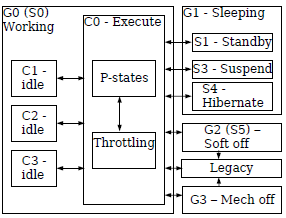 G0 (S0)
Working
C0 - Execute
C1 -
idle
C2 -
idle
C3 -
idle
P-states
Throttling
G1 - Sleeping
S1 - Standby
S3 - Suspend
S4 -
Hibernate
G2 (S5) –
Soft off
Legacy
G3 – Mech off